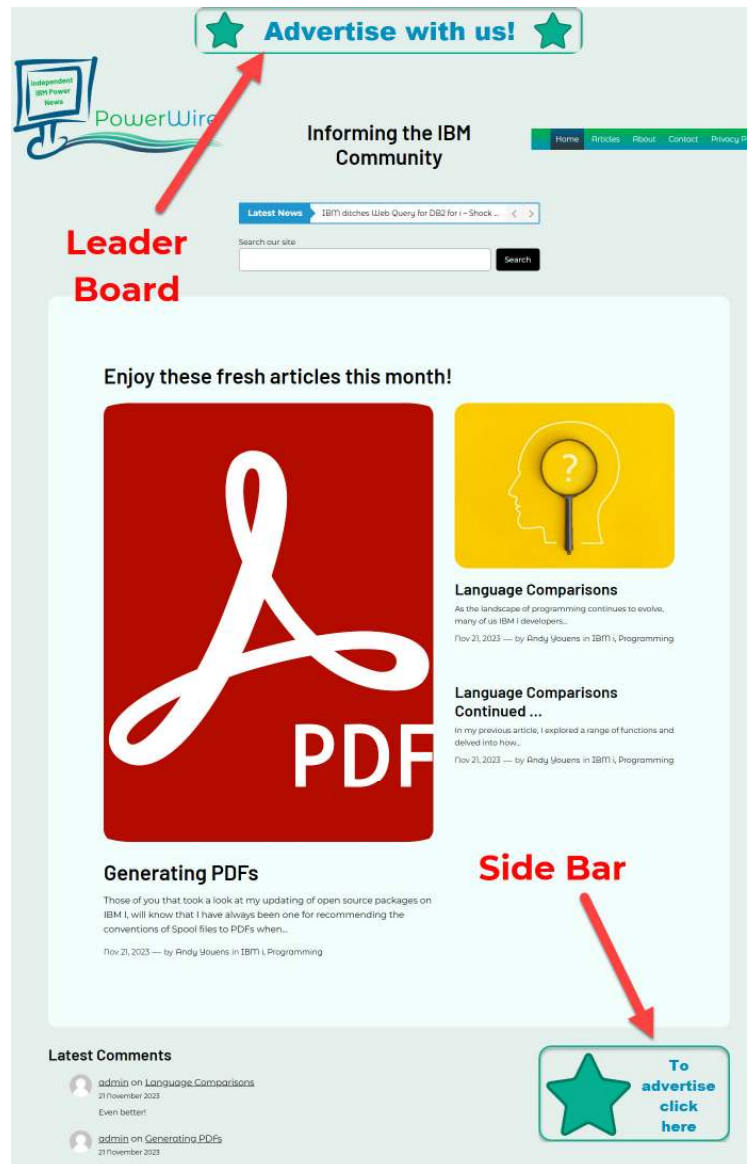 Advertise with us!
Independent
IBM Power
News
PowerWire
Informing the IBM
Community
Home Articles About Contact Privacy P
Latest News IBM ditches Web Query for DB2 for i – Shock ...
Search our site
Search
Leader
Board
Enjoy these fresh articles this month!
?
PDF
Language Comparisons
As the landscape of programming continues to evolve,
many of us IBM i developers...
Nov 21, 2023 — by Andy Youens in IBM i, Programming
Language Comparisons
Continued ...
In my previous article, I explored a range of functions and
delved into how...
Nov 21, 2023 — by Andy Youens in IBM i, Programming
Generating PDFs
Those of you that took a look at my updating of open source packages on
IBM I, will know that I have always been one for recommending the
conventions of Spool files to PDFs when...
Nov 21, 2023 — by Andy Youens in IBM i, Programming
Side Bar
Latest Comments
admin on Language Comparisons
21 November 2023
Even better!
admin on Generating PDFs
21 November 2023
To
advertise
click
here